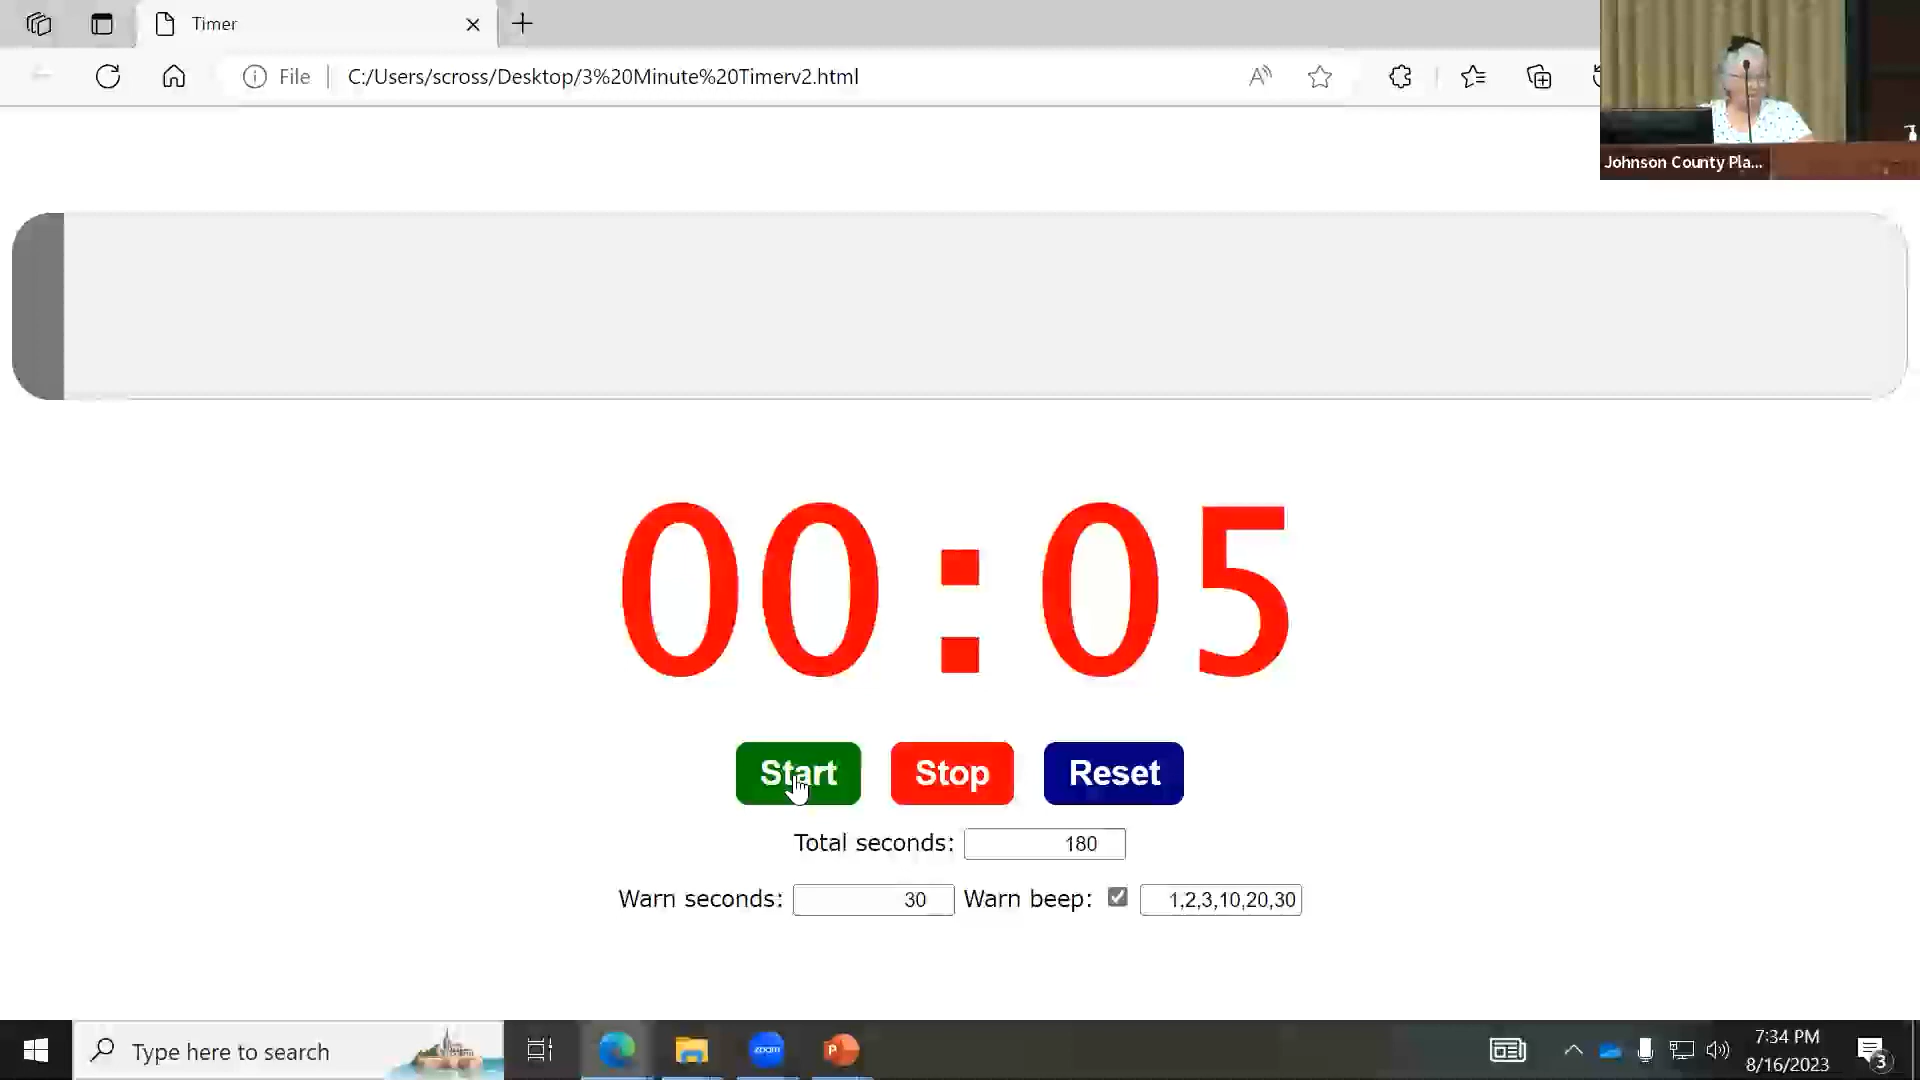 Timer
File
C:/Users/scross/Desktop/3%20Minute%20Timerv2.html
Johnson County Pla...
00:05
Start Stop Reset
Total seconds: 180
Warn seconds: 30 Warn beep: 1,2,3,10,20,30
Type here to search
zoom
P
7:34 PM
8/16/2023
3